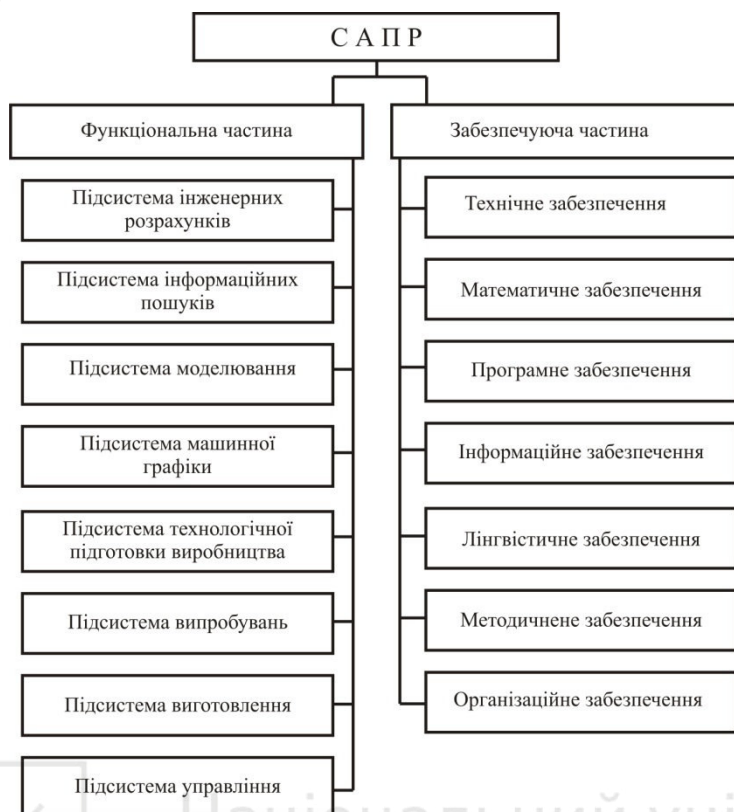 С А П Р
Функціональна частина
Підсистема інженерних
розрахунків
Підсистема інформаційних
пошуків
Підсистема моделювання
Підсистема машинної
графіки
Підсистема технологічної
підготовки виробництва
Підсистема випробувань
Підсистема виготовлення
Підсистема управління
Забезпечуюча частина
Технічне забезпечення
Математичне забезпечення
Програмне забезпечення
Інформаційне забезпечення
Лінгвістичне забезпечення
Методичнене забезпечення
Організаційне забезпечення
Національний уні